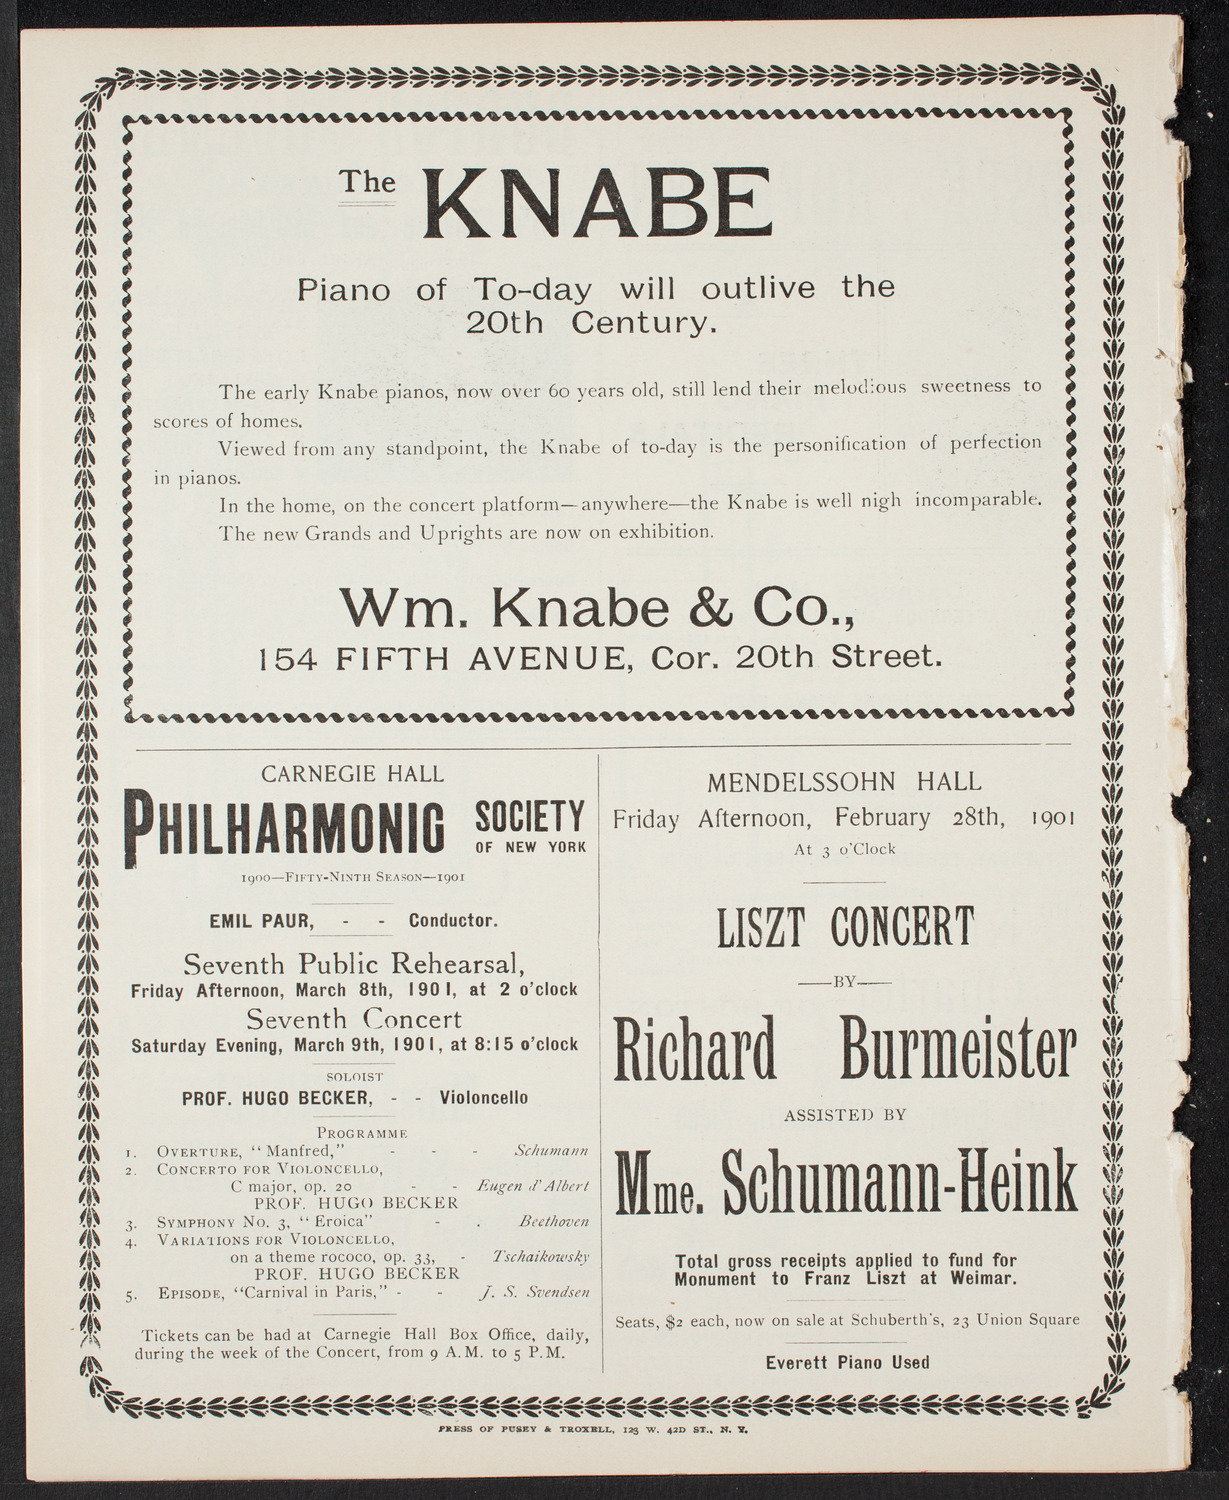 The KNABE
Piano of To-day will outlive the
20th Century.
The early Knabe pianos, now over 60 years old, still lend their melodious sweetness to
scores of homes.
Viewed from any standpoint, the Knabe of to-day is the personification of perfection
in pianos.
In the home, on the concert platform—anywhere—the Knabe is well nigh incomparable.
The new Grands and Uprights are now on exhibition.
Wm. Knabe & Co.,
154 FIFTH AVENUE, Cor. 20th Street.
CARNEGIE HALL
PHILHARMONIC SOCIETY
OF NEW YORK
1900—FIFTY-NINTH SEASON—1901
EMIL PAUR, - - Conductor.
Seventh Public Rehearsal,
Friday Afternoon, March 8th, 1901, at 2 o'clock
Seventh Concert
Saturday Evening, March 9th, 1901, at 8:15 o'clock
SOLOIST
PROF. HUGO BECKER, - - Violoncello
PROGRAMME
1. OVERTURE, "Manfred," - - - Schumann
2. CONCERTO FOR VIOLONCELLO,
C major, op. 20 - - Eugen d'Albert
PROF. HUGO BECKER
3. SYMPHONY NO. 3, "Eroica" - . Beethoven
4. VARIATIONS FOR VIOLONCELLO,
on a theme rococo, op. 33, - Tschaikowsky
PROF. HUGO BECKER
5. EPISODE, "Carnival in Paris," - - J. S. Svendsen
Tickets can be had at Carnegie Hall Box Office, daily,
during the week of the Concert, from 9 A.M. to 5 P.M.
MENDELSSOHN HALL
Friday Afternoon, February 28th, 1901
At 3 o'Clock
LISZT CONCERT
—BY—
Richard Burmeister
ASSISTED BY
Mme. Schumann-Heink
Total gross receipts applied to fund for
Monument to Franz Liszt at Weimar.
Seats, $2 each, now on sale at Schuberth's, 23 Union Square
Everett Piano Used
PRESS OF PUSEY & TROXELL, 123 W. 42D ST., N. Y.